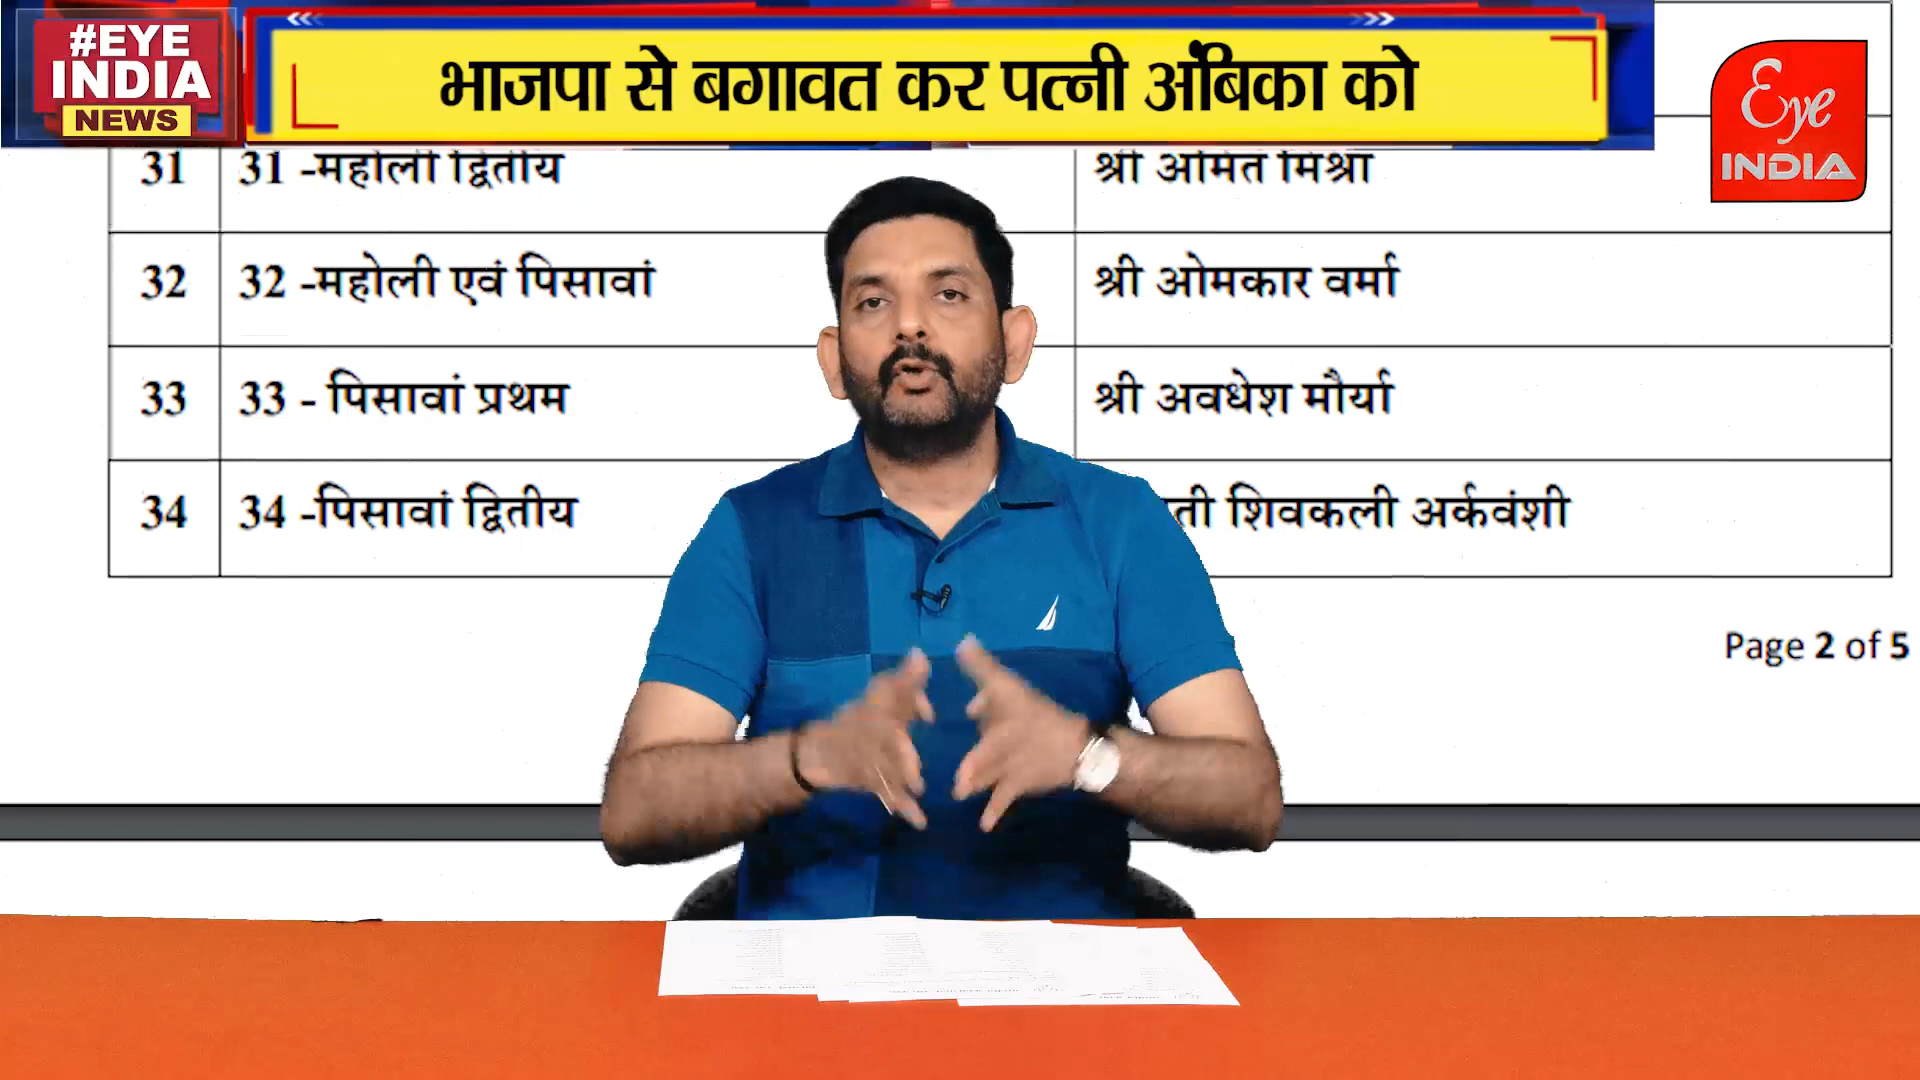 #EYE
INDIA
NEWS
भाजपा से बगावत कर पत्नी अंबिका को
Eye
INDIA
31 31 -महोली द्वितीय श्री अमित मिश्रा
32 32 -महोली एवं पिसावां श्री ओमकार वर्मा
33 33 - पिसावां प्रथम श्री अवधेश मौर्या
34 34 -पिसावां द्वितीय शिवकली अर्कवंशी
Page 2 of 5